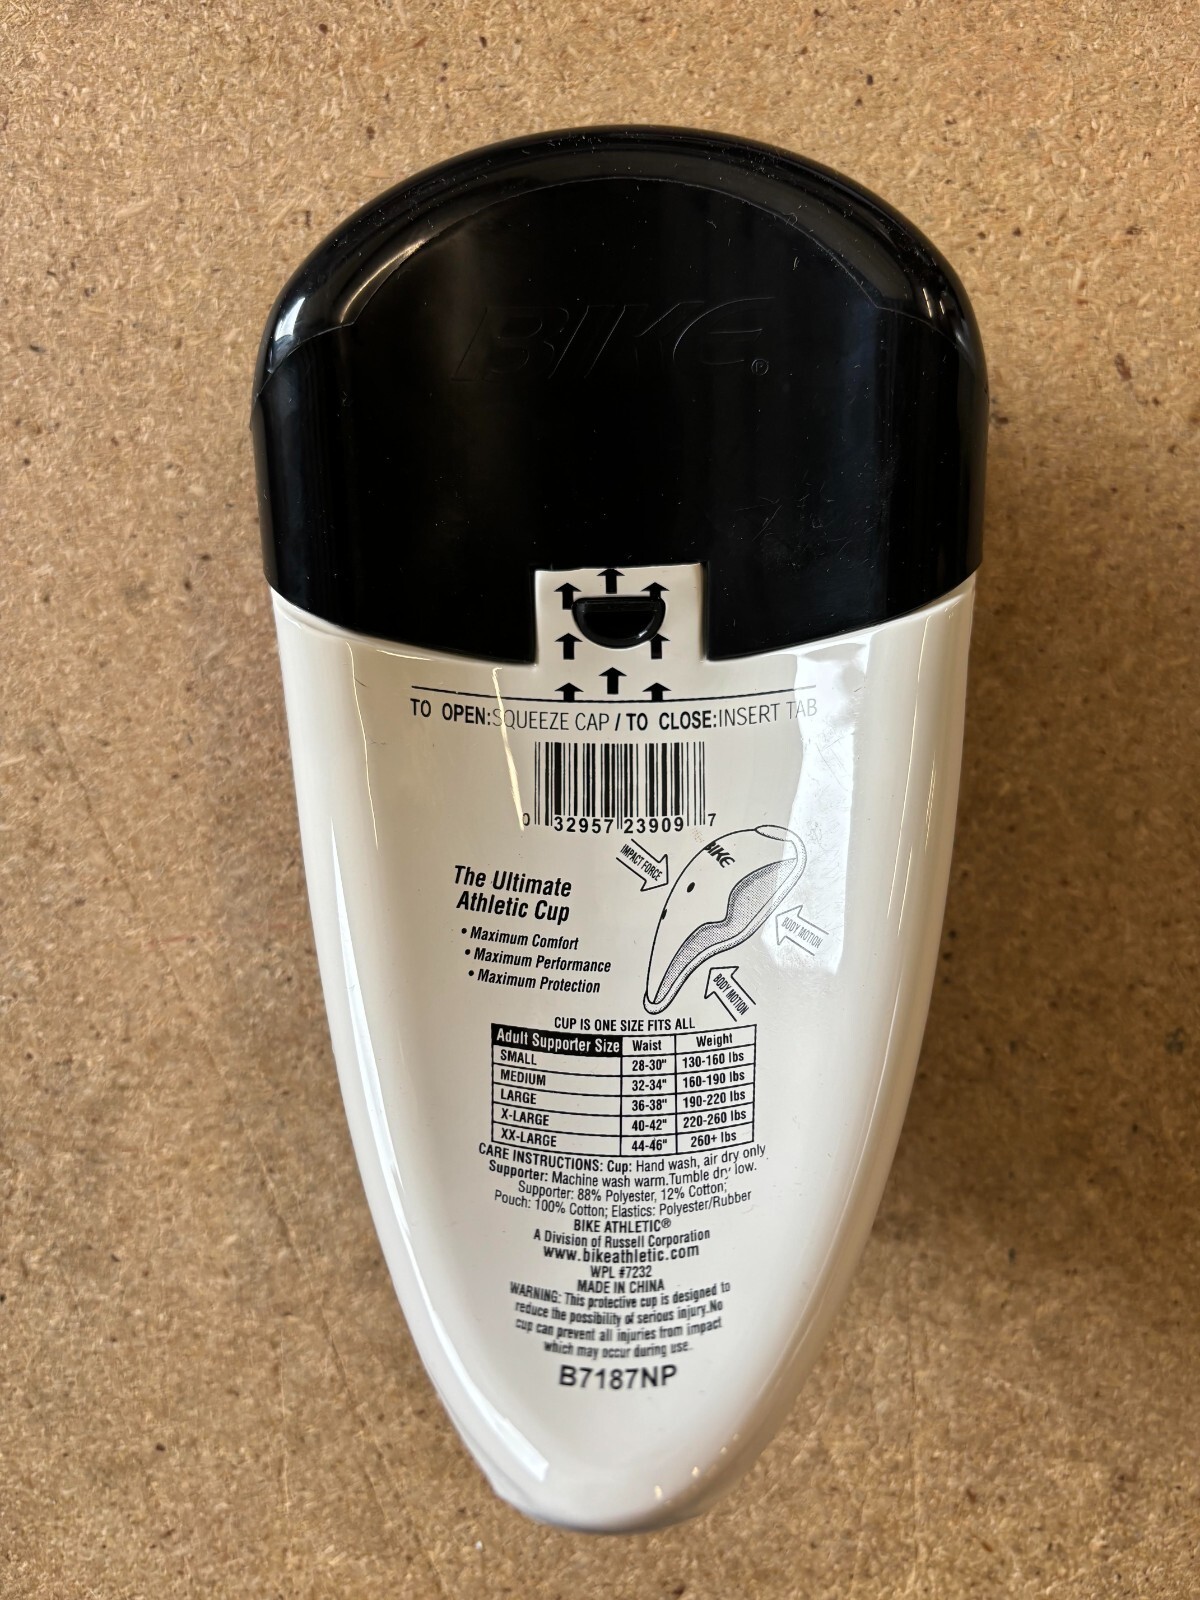 BIKE®
TO OPEN:SQUEEZE CAP / TO CLOSE:INSERT TAB
0 32957 23909 7
IMPACT FORCE
BIKE
BODY MOTION
BODY MOTION
The Ultimate
Athletic Cup
• Maximum Comfort
• Maximum Performance
• Maximum Protection
CUP IS ONE SIZE FITS ALL
Adult Supporter Size Waist Weight
SMALL 28-30" 130-160 lbs
MEDIUM 32-34" 160-190 lbs
LARGE 36-38" 190-220 lbs
X-LARGE 40-42" 220-260 lbs
XX-LARGE 44-46" 260+ lbs
CARE INSTRUCTIONS: Cup: Hand wash, air dry only
Supporter: Machine wash warm.Tumble dry low.
Supporter: 88% Polyester, 12% Cotton;
Pouch: 100% Cotton; Elastics: Polyester/Rubber
BIKE ATHLETIC®
A Division of Russell Corporation
www.bikeathletic.com
WPL #7232
MADE IN CHINA
WARNING: This protective cup is designed to
reduce the possibility of serious injury.No
cup can prevent all injuries from impact
which may occur during use.
B7187NP